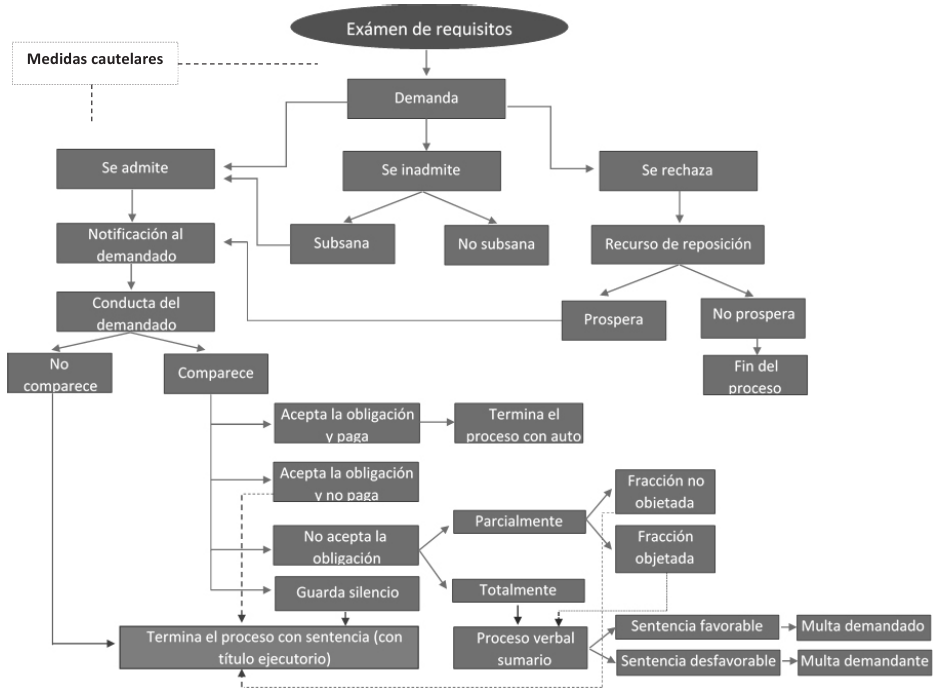 Exámen de requisitos
Medidas cautelares
Demanda
Se admite
Se inadmite
Se rechaza
Notificación al
demandado
Subsana
No subsana
Recurso de reposición
Conducta del
demandado
Prospera
No prospera
No
comparece
Comparece
Fin del
proceso
Acepta la obligación
y paga
Termina el
proceso con auto
Acepta la obligación
y no paga
Fracción no
objetada
No acepta la
obligación
Parcialmente
Fracción
objetada
Guarda silencio
Totalmente
Termina el proceso con sentencia (con
título ejecutorio)
Proceso verbal
sumario
Sentencia favorable
Multa demandado
Sentencia desfavorable
Multa demandante